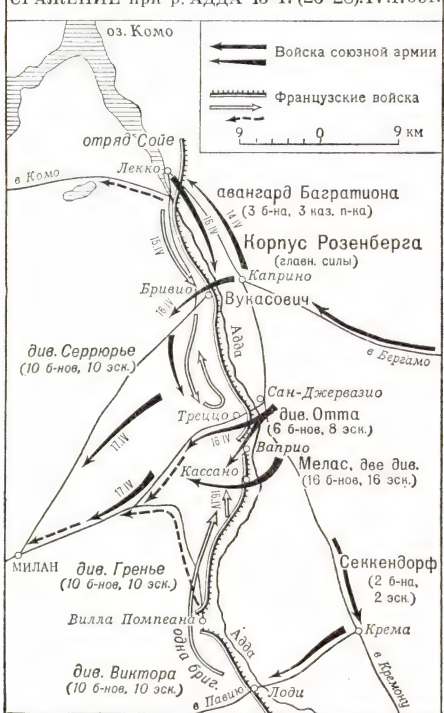 СРАЖЕНИЕ при р. АДДА 15-17. (26-28).IV.1799г.
оз. Комо
Войска союзной армии
Французские войска
9 0 9 км
отряд Сойе
Лекко
в Комо
авангард Багратиона
(3 б-на, 3 каз. п-ка)
14.IV
16.IV
15.IV
Корпус Розенберга
(главн. силы)
Каприно
Бривио
Вукасович
16.IV
Адда
в Бергамо
див. Серрюрье
(10 б-нов, 10 эск.)
Сан-Джервазио
Треццо
див. Отта
(6 б-нов, 8 эск.)
16.IV
17.IV
Ваприо
Кассано
Мелас, две див.
(16 б-нов, 16 эск.)
17.IV
16.IV
МИЛАН
див. Гренье
(10 б-нов, 10 эск.)
Секкендорф
(2 б-на,
2 эск.)
Вилла Помпеана
одна бриг.
Адда
Крема
в Кремону
див. Виктора
(10 б-нов, 10 эск.)
в Павию
Лоди